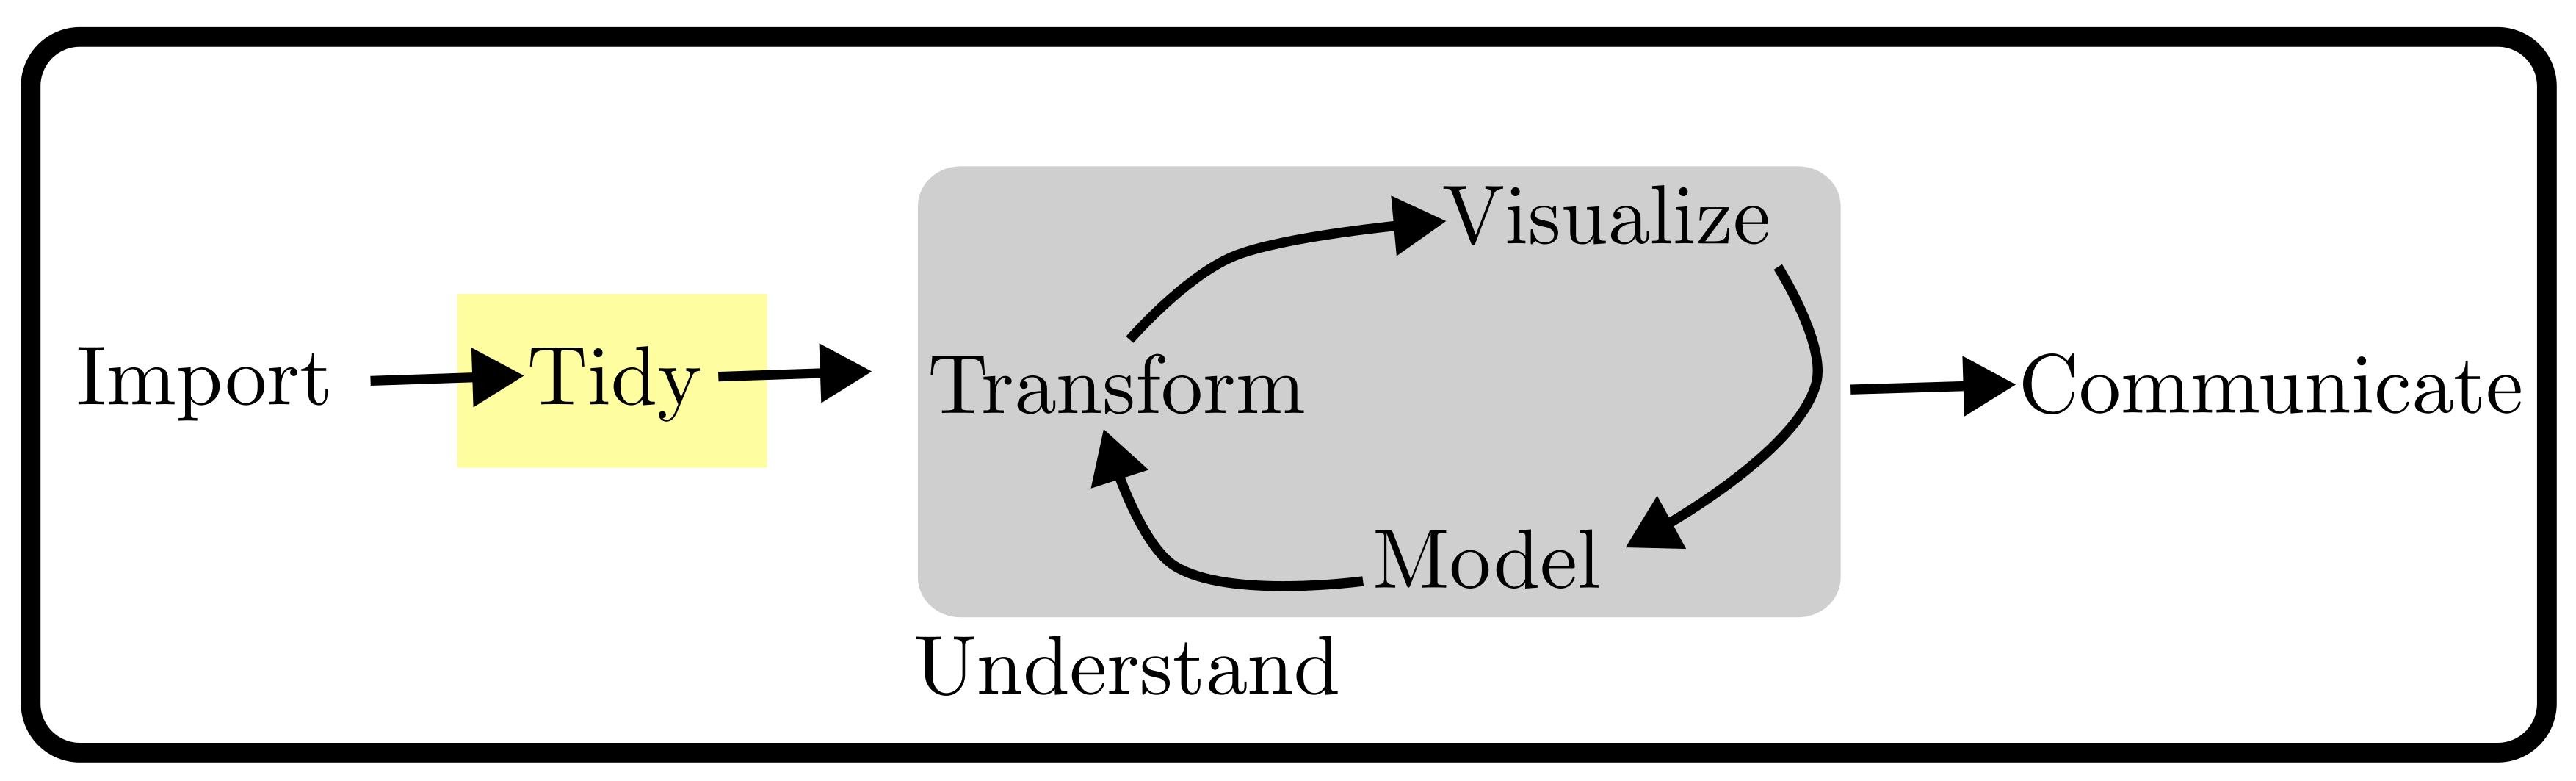 Import
Tidy
Transform
Visualize
Model
Understand
Communicate